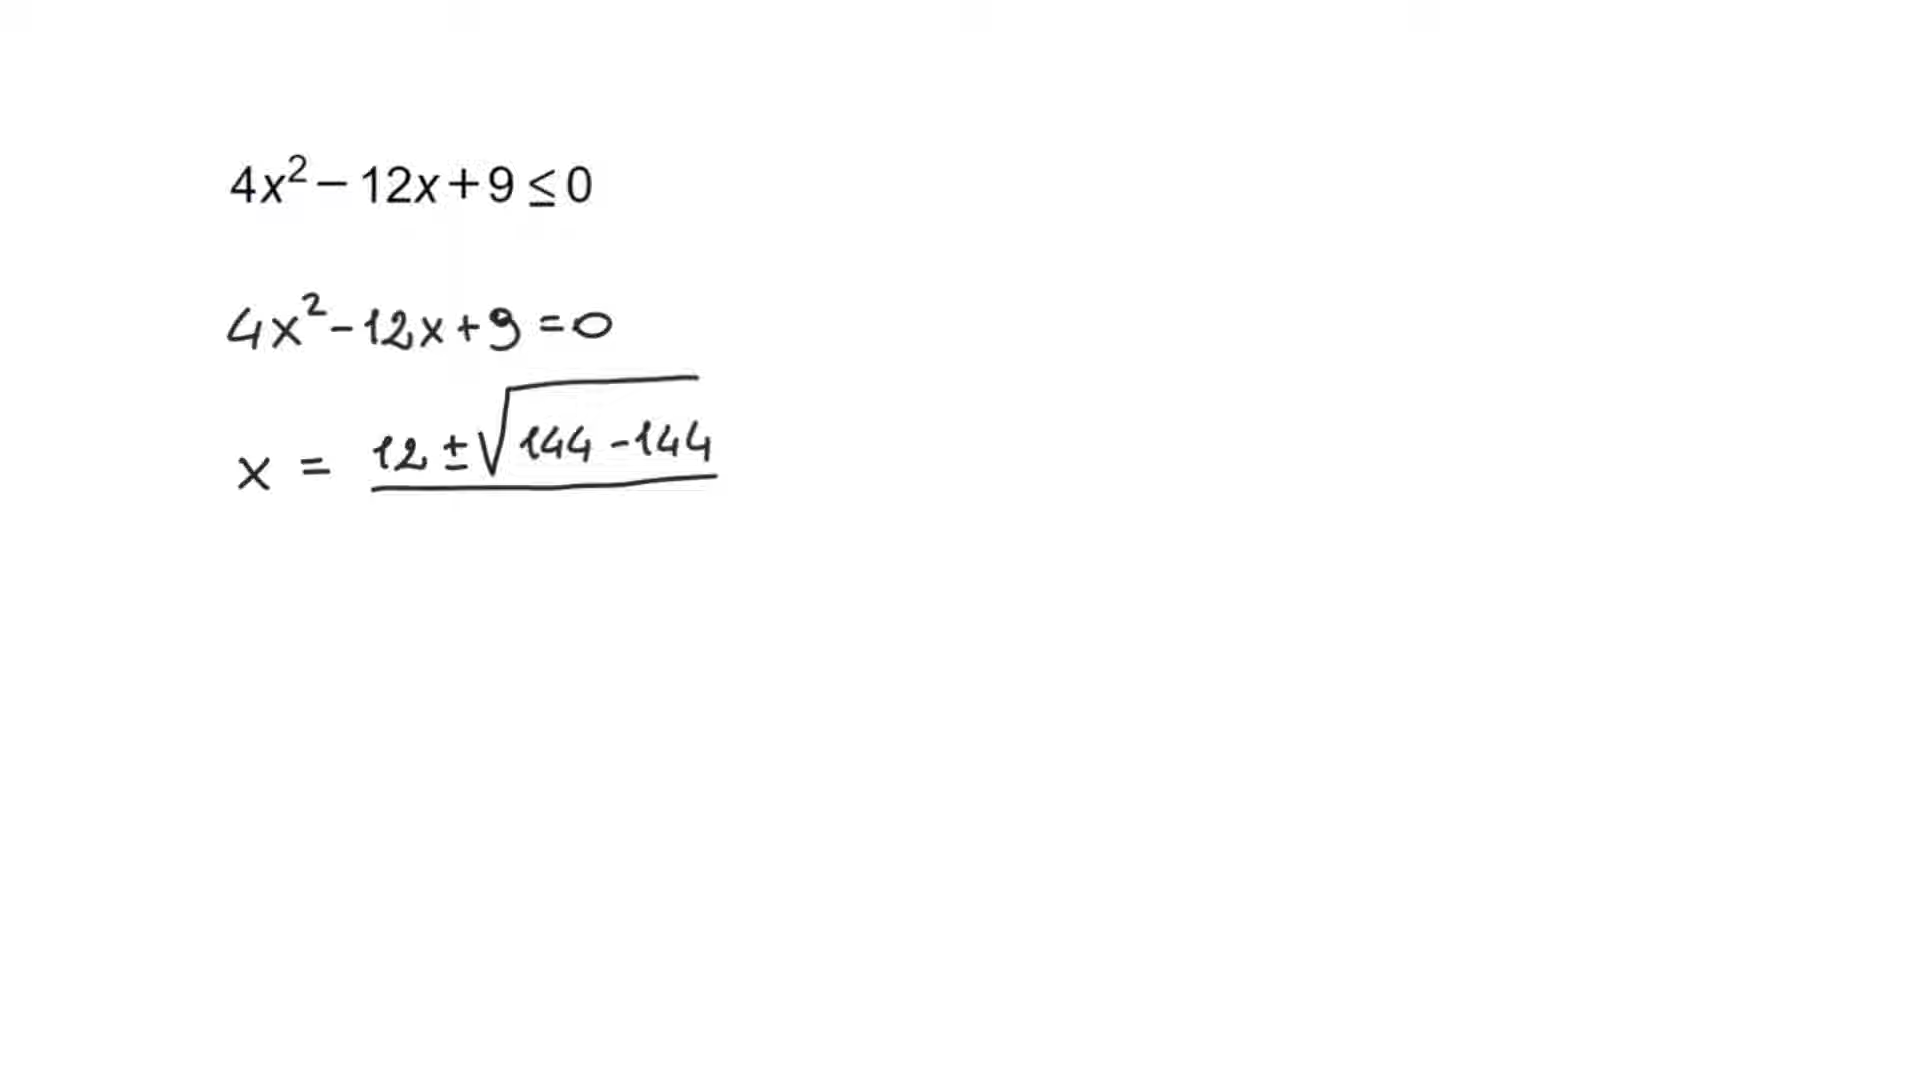 4x² − 12x + 9 ≤ 0
4x² - 12x + 9 = 0
x = 12 ± √144 - 144